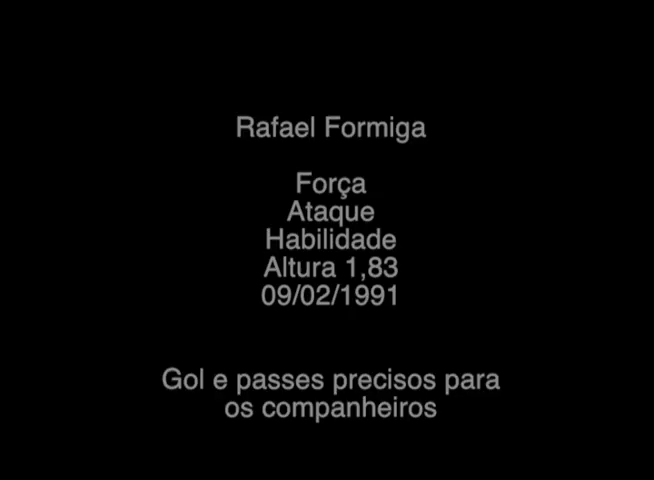 Rafael Formiga
Força
Ataque
Habilidade
Altura 1,83
09/02/1991
Gol e passes precisos para
os companheiros